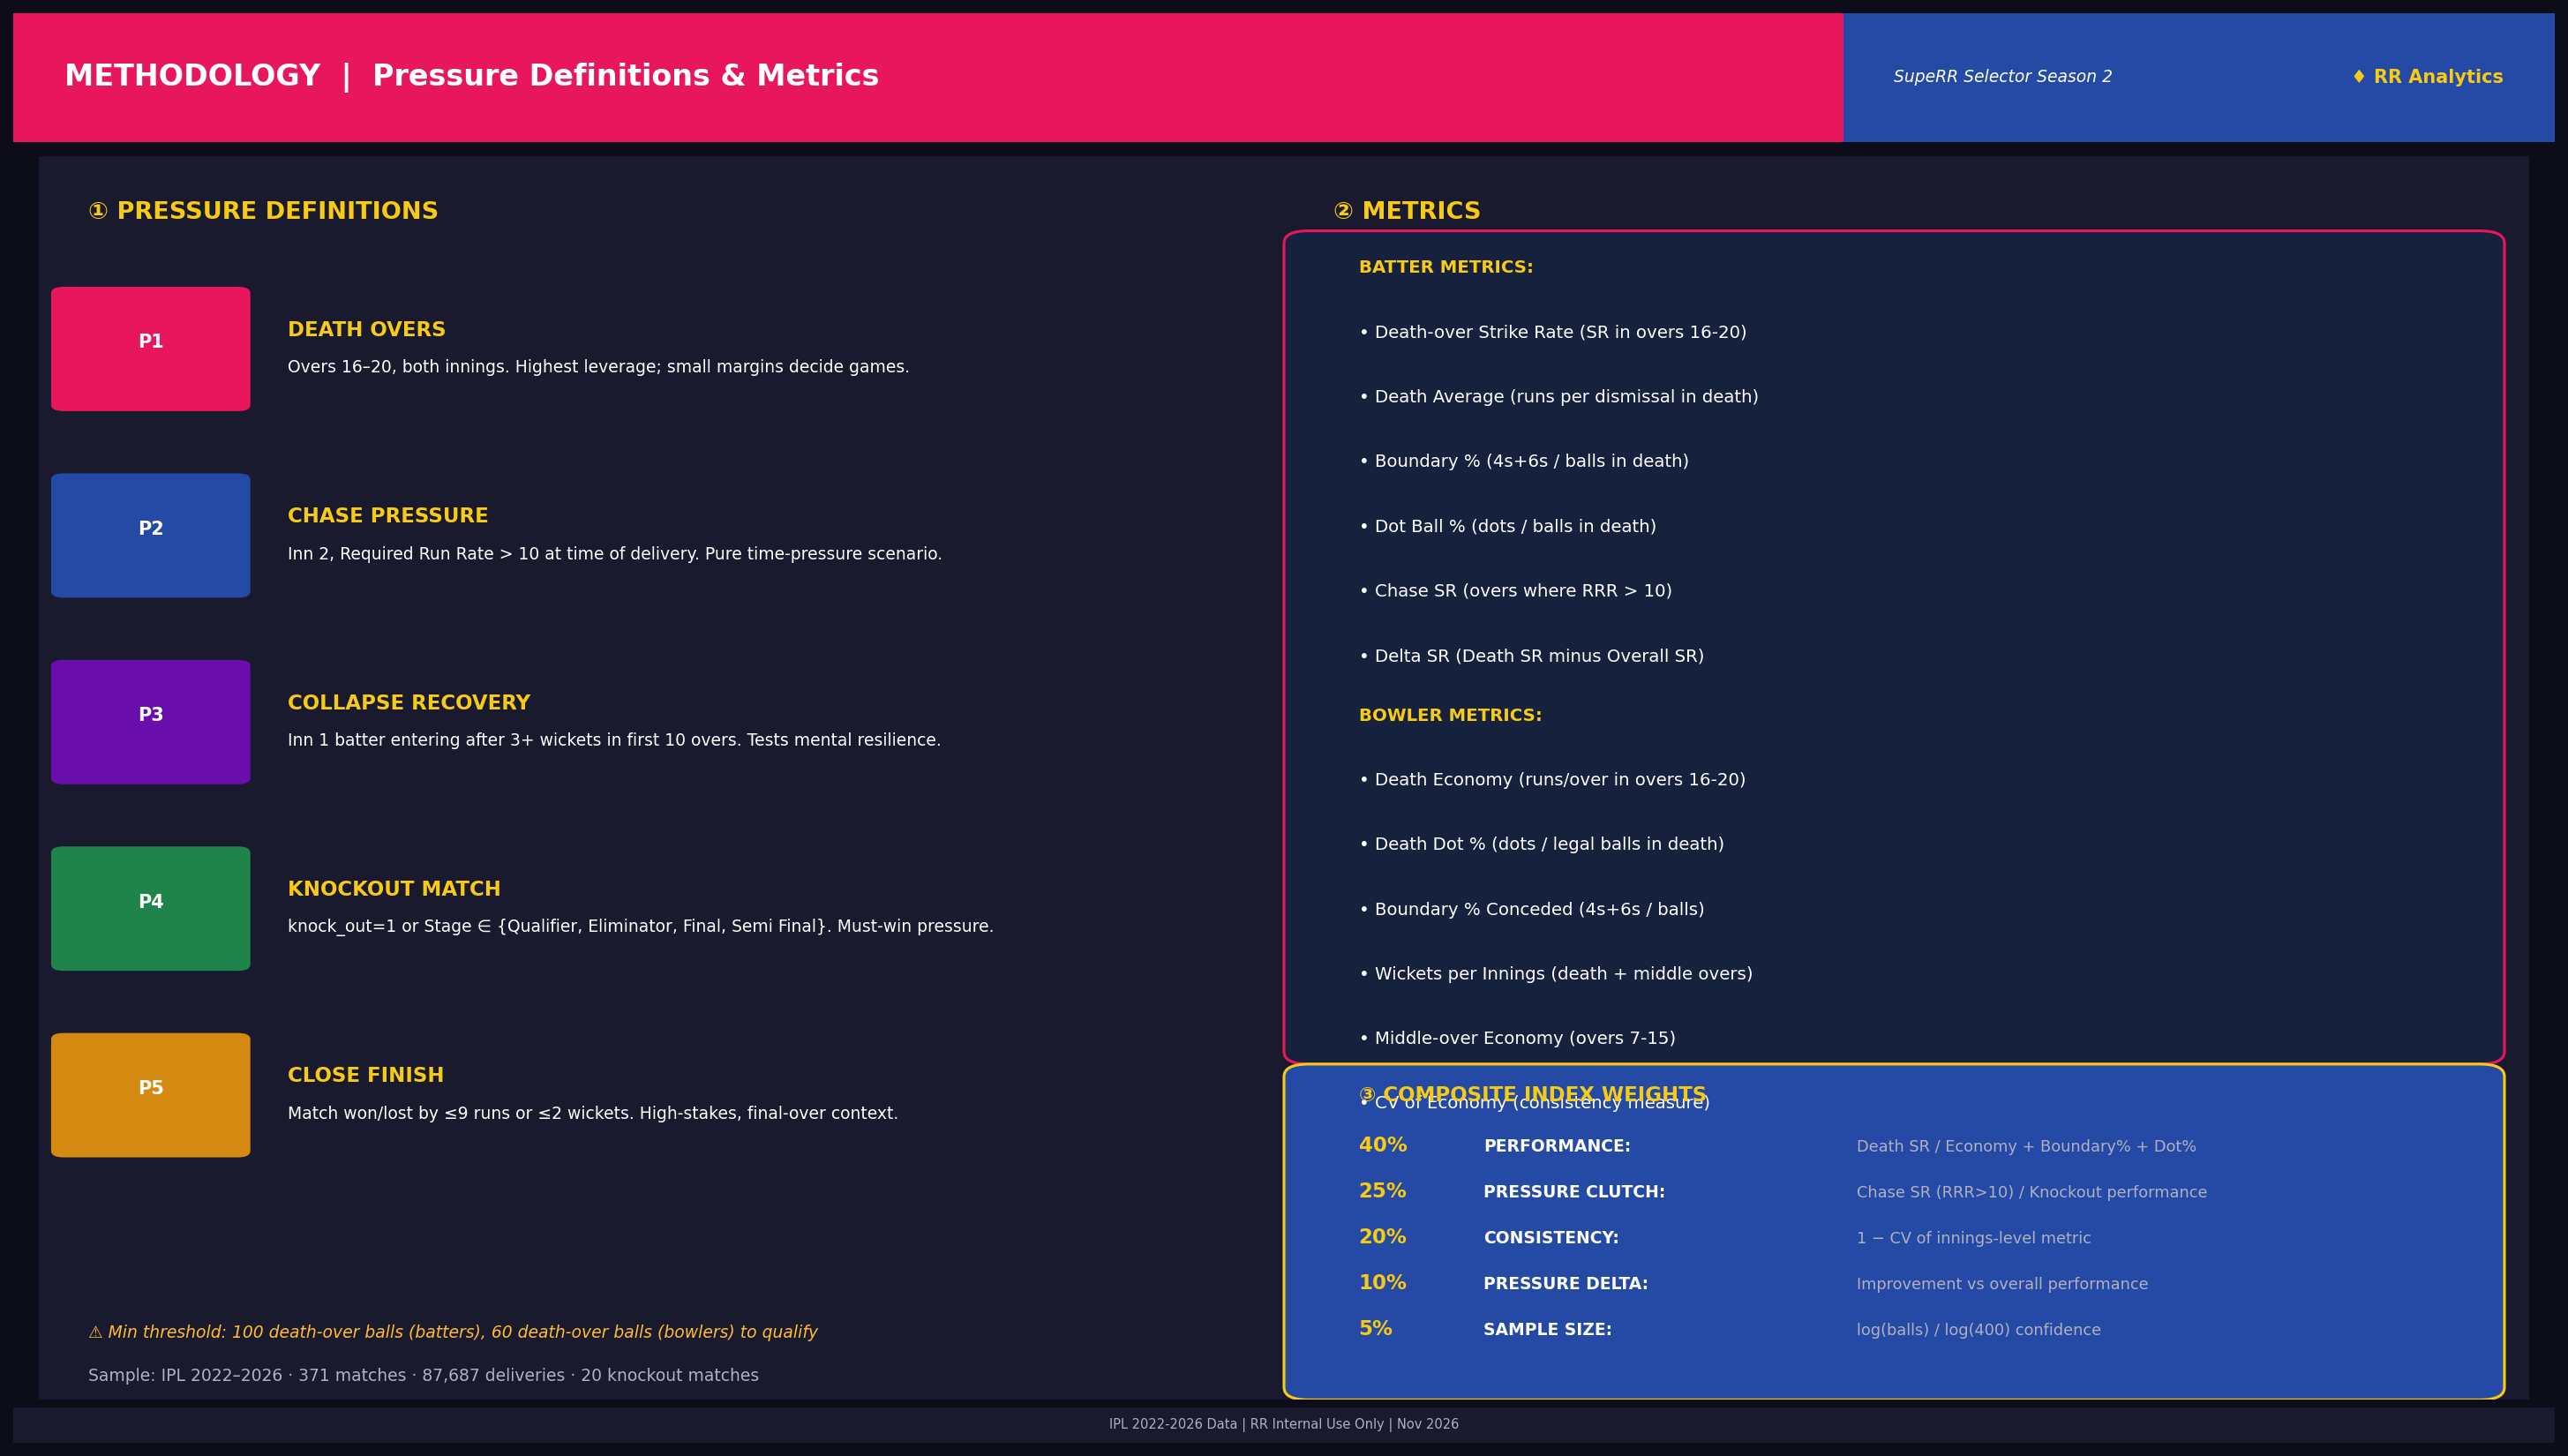 METHODOLOGY | Pressure Definitions & Metrics
SupeRR Selector Season 2
♦ RR Analytics
① PRESSURE DEFINITIONS
P1
DEATH OVERS
Overs 16–20, both innings. Highest leverage; small margins decide games.
P2
CHASE PRESSURE
Inn 2, Required Run Rate > 10 at time of delivery. Pure time-pressure scenario.
P3
COLLAPSE RECOVERY
Inn 1 batter entering after 3+ wickets in first 10 overs. Tests mental resilience.
P4
KNOCKOUT MATCH
knock_out=1 or Stage ∈ {Qualifier, Eliminator, Final, Semi Final}. Must-win pressure.
P5
CLOSE FINISH
Match won/lost by ≤9 runs or ≤2 wickets. High-stakes, final-over context.
⚠ Min threshold: 100 death-over balls (batters), 60 death-over balls (bowlers) to qualify
Sample: IPL 2022–2026 · 371 matches · 87,687 deliveries · 20 knockout matches
② METRICS
BATTER METRICS:
• Death-over Strike Rate (SR in overs 16-20)
• Death Average (runs per dismissal in death)
• Boundary % (4s+6s / balls in death)
• Dot Ball % (dots / balls in death)
• Chase SR (overs where RRR > 10)
• Delta SR (Death SR minus Overall SR)
BOWLER METRICS:
• Death Economy (runs/over in overs 16-20)
• Death Dot % (dots / legal balls in death)
• Boundary % Conceded (4s+6s / balls)
• Wickets per Innings (death + middle overs)
• Middle-over Economy (overs 7-15)
• CV of Economy (consistency measure)
③ COMPOSITE INDEX WEIGHTS
40% PERFORMANCE: Death SR / Economy + Boundary% + Dot%
25% PRESSURE CLUTCH: Chase SR (RRR>10) / Knockout performance
20% CONSISTENCY: 1 − CV of innings-level metric
10% PRESSURE DELTA: Improvement vs overall performance
5% SAMPLE SIZE: log(balls) / log(400) confidence
IPL 2022-2026 Data | RR Internal Use Only | Nov 2026